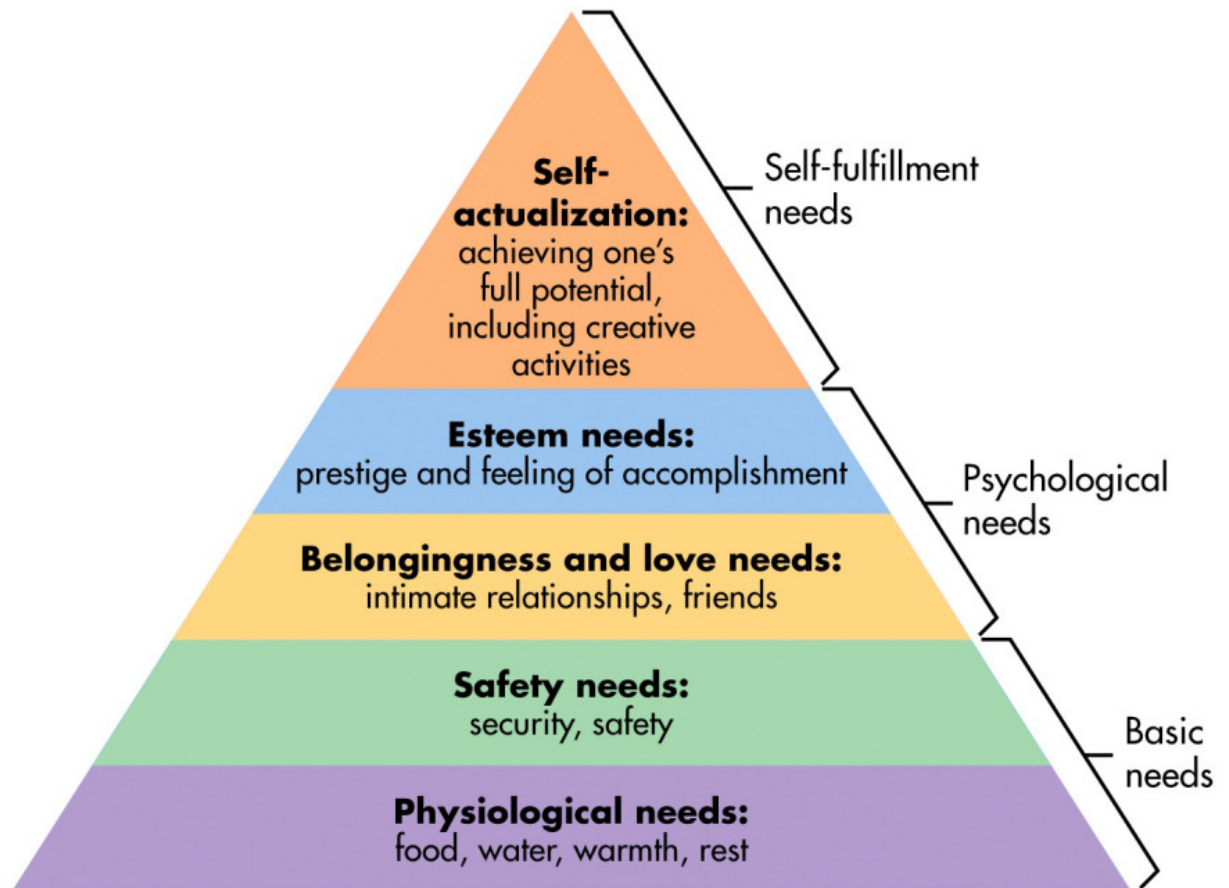 Self-
actualization:
achieving one's
full potential,
including creative
activities
Self-fulfillment
needs
Esteem needs:
prestige and feeling of accomplishment
Belongingness and love needs:
intimate relationships, friends
Psychological
needs
Safety needs:
security, safety
Physiological needs:
food, water, warmth, rest
Basic
needs